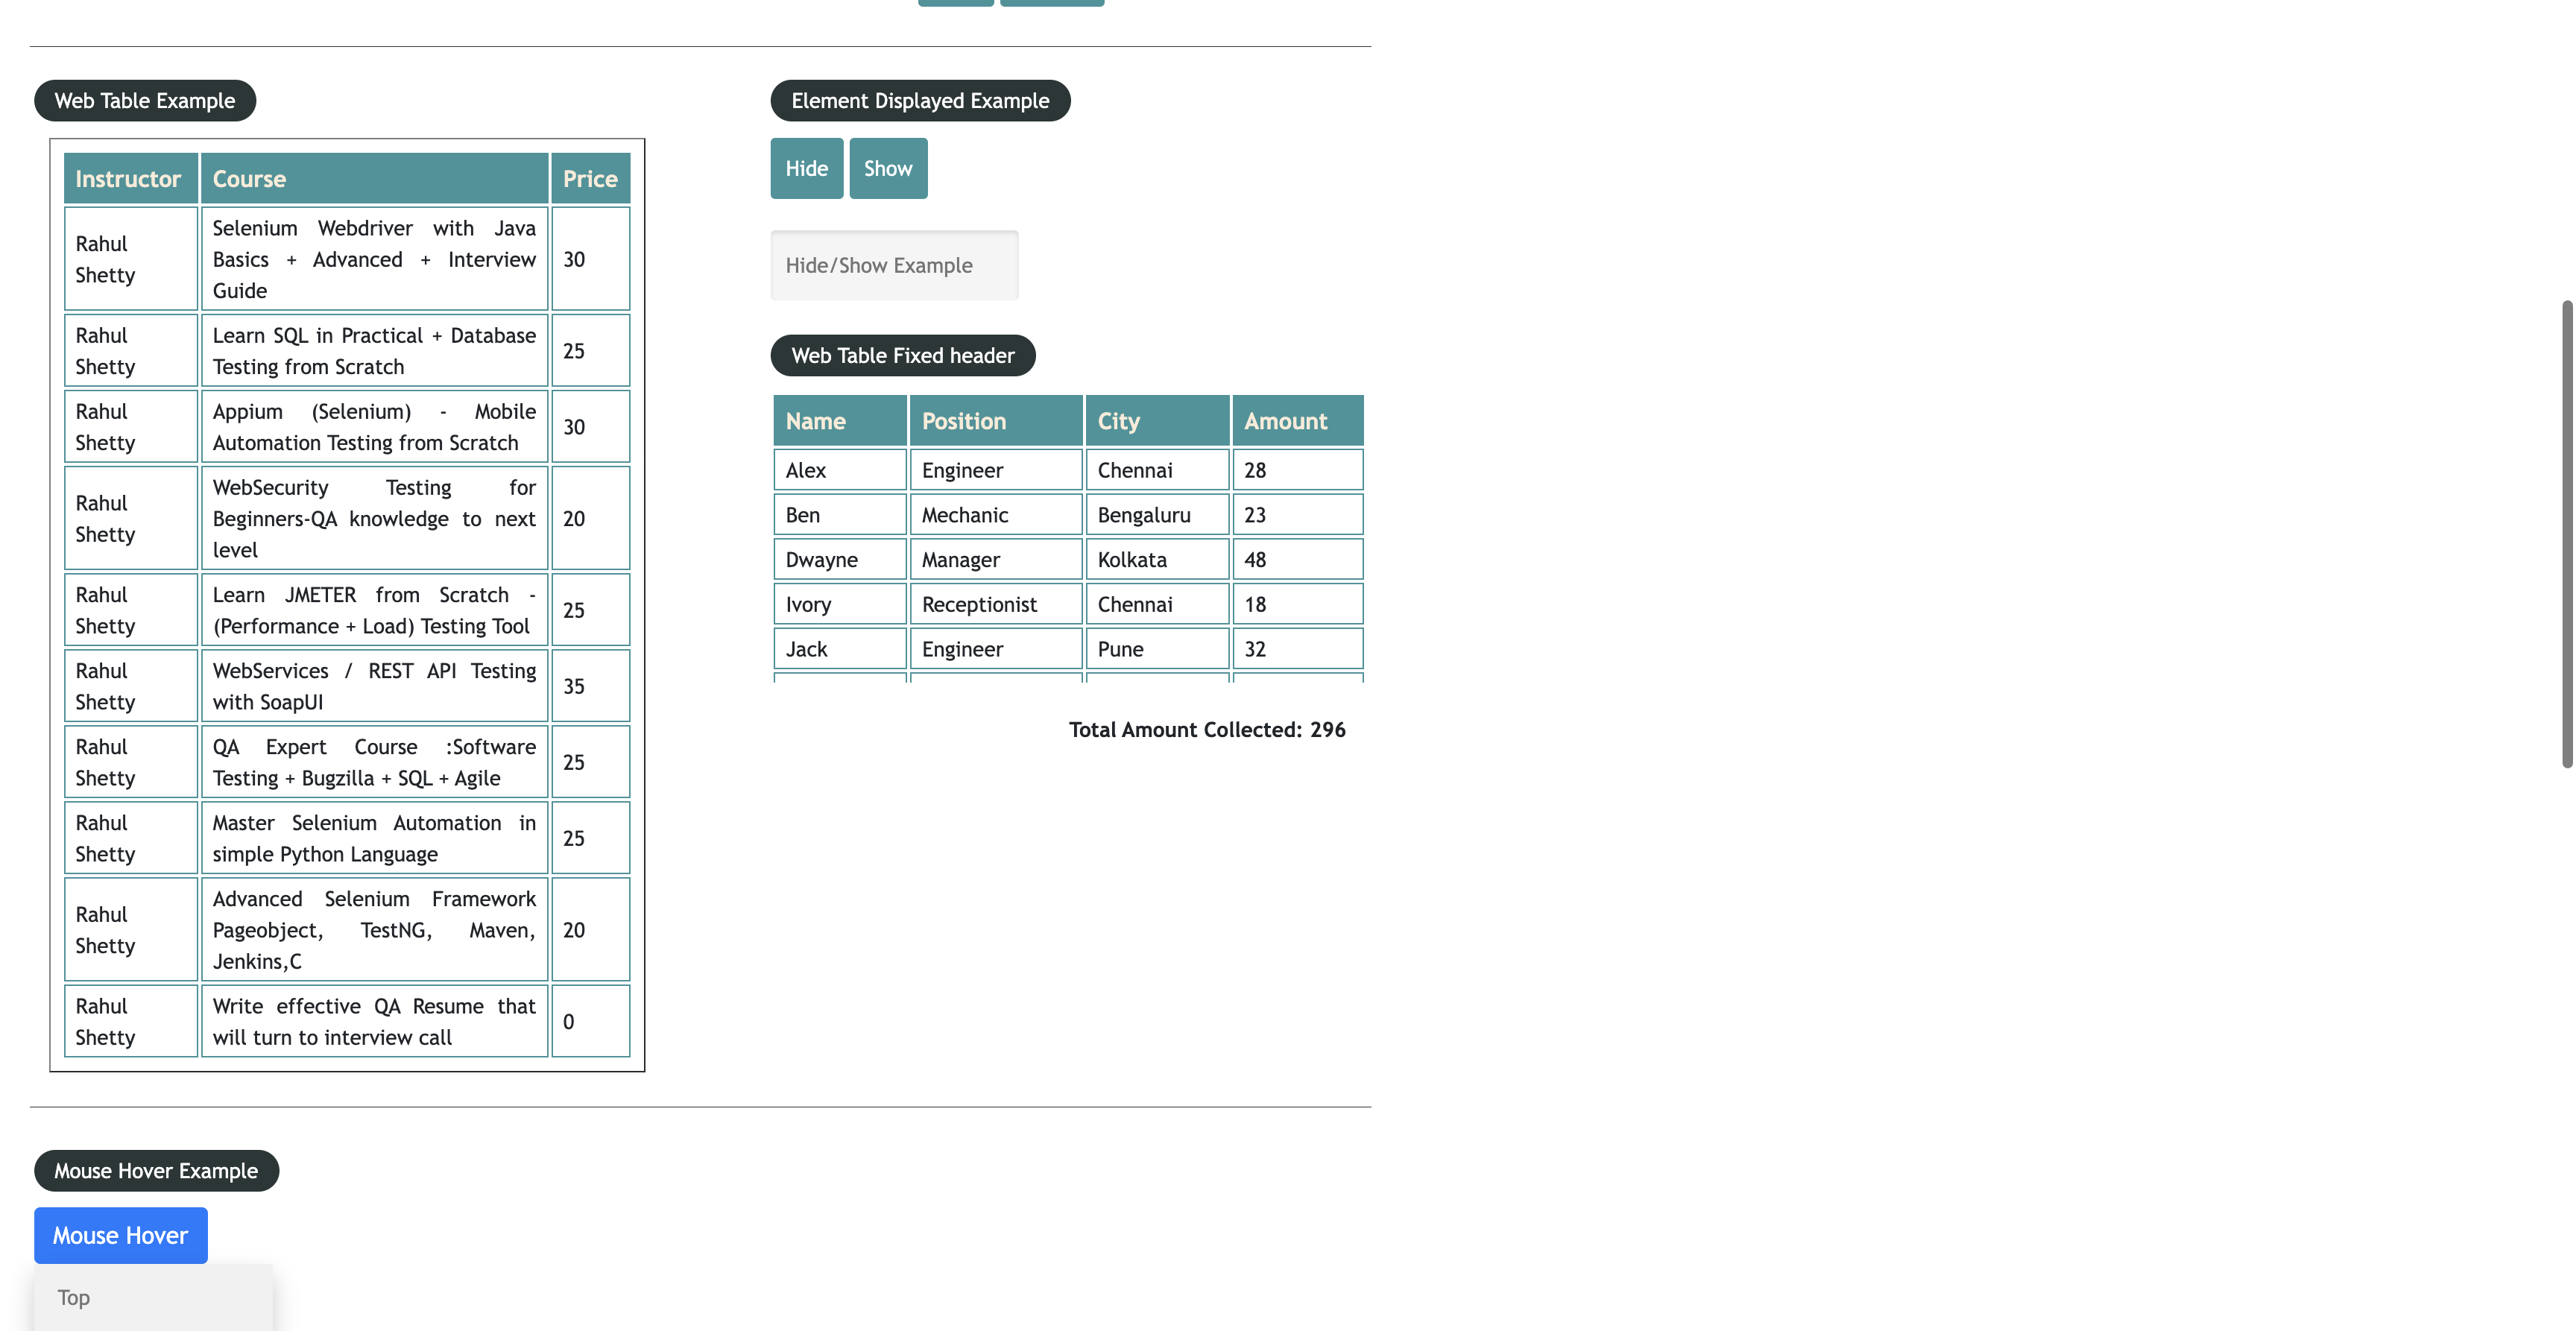 Web Table Example
Instructor Course Price
Rahul Shetty Selenium Webdriver with Java Basics + Advanced + Interview Guide 30
Rahul Shetty Learn SQL in Practical + Database Testing from Scratch 25
Rahul Shetty Appium (Selenium) - Mobile Automation Testing from Scratch 30
Rahul Shetty WebSecurity Testing for Beginners-QA knowledge to next level 20
Rahul Shetty Learn JMETER from Scratch - (Performance + Load) Testing Tool 25
Rahul Shetty WebServices / REST API Testing with SoapUI 35
Rahul Shetty QA Expert Course :Software Testing + Bugzilla + SQL + Agile 25
Rahul Shetty Master Selenium Automation in simple Python Language 25
Rahul Shetty Advanced Selenium Framework Pageobject, TestNG, Maven, Jenkins,C 20
Rahul Shetty Write effective QA Resume that will turn to interview call 0
Element Displayed Example
Hide Show
Hide/Show Example
Web Table Fixed header
Name Position City Amount
Alex Engineer Chennai 28
Ben Mechanic Bengaluru 23
Dwayne Manager Kolkata 48
Ivory Receptionist Chennai 18
Jack Engineer Pune 32
Total Amount Collected: 296
Mouse Hover Example
Mouse Hover
Top